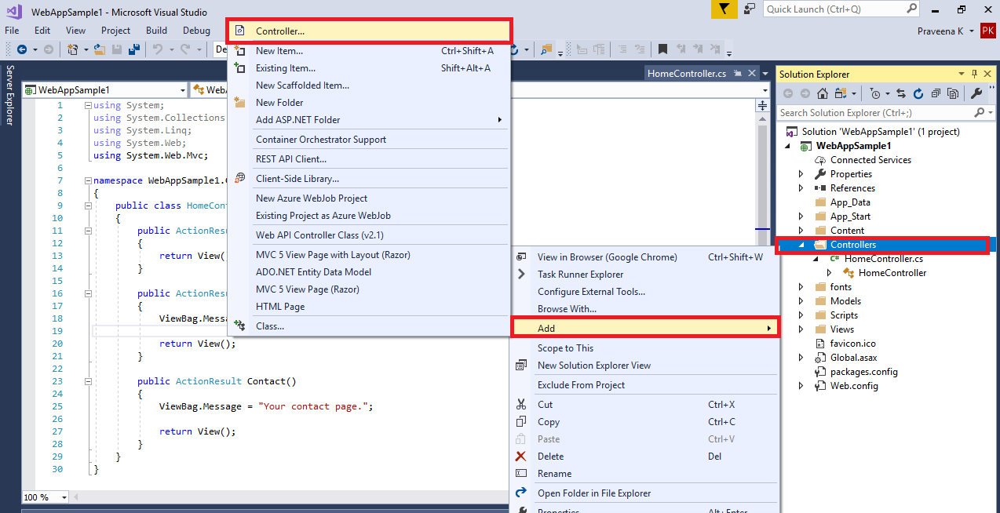 WebAppSample1 - Microsoft Visual Studio
Quick Launch (Ctrl+Q)
File Edit View Project Build Debug
Praveena K PK
Server Explorer
WebAppSample1
HomeController.cs
1 using System;
2 using System.Collections
3 using System.Linq;
4 using System.Web;
5 using System.Web.Mvc;
6
7 namespace WebAppSample1.
8 {
9 public class HomeCont
10 {
11 public ActionResu
12 {
13 return View()
14 }
15
16 public ActionResu
17 {
18 ViewBag.Messa
19
20 return View();
21 }
22
23 public ActionResult Contact()
24 {
25 ViewBag.Message = "Your contact page.";
26
27 return View();
28 }
29 }
30 }
100 %
Controller...
New Item... Ctrl+Shift+A
Existing Item... Shift+Alt+A
New Scaffolded Item...
New Folder
Add ASP.NET Folder
Container Orchestrator Support
REST API Client...
Client-Side Library...
New Azure WebJob Project
Existing Project as Azure WebJob
Web API Controller Class (v2.1)
MVC 5 View Page with Layout (Razor)
ADO.NET Entity Data Model
MVC 5 View Page (Razor)
HTML Page
Class...
View in Browser (Google Chrome) Ctrl+Shift+W
Task Runner Explorer
Configure External Tools...
Browse With...
Add
Scope to This
New Solution Explorer View
Exclude From Project
Cut Ctrl+X
Copy Ctrl+C
Paste Ctrl+V
Delete Del
Rename
Open Folder in File Explorer
Properties Alt+Enter
Solution Explorer
Search Solution Explorer (Ctrl+;)
Solution 'WebAppSample1' (1 project)
WebAppSample1
Connected Services
Properties
References
App_Data
App_Start
Content
Controllers
C# HomeController.cs
HomeController
fonts
Models
Scripts
Views
favicon.ico
Global.asax
packages.config
Web.config